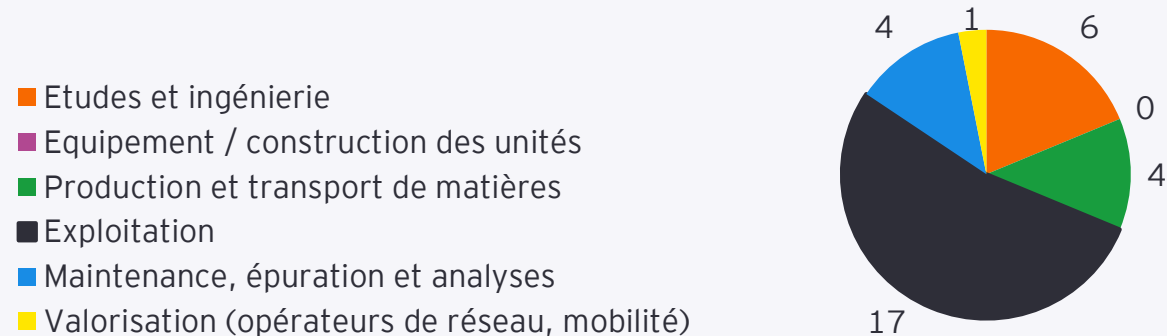 Etudes et ingénierie
Equipement / construction des unités
Production et transport de matières
Exploitation
Maintenance, épuration et analyses
Valorisation (opérateurs de réseau, mobilité)
4
1
6
0
4
17